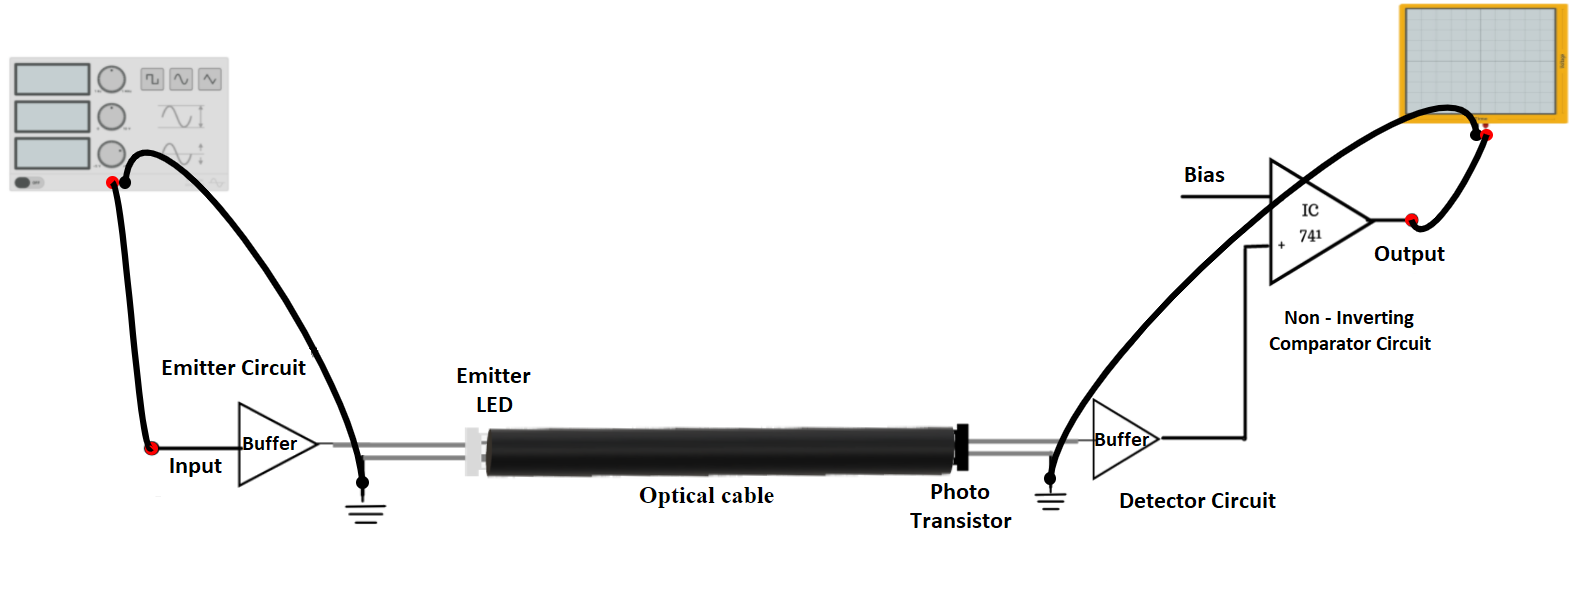 Bias
IC
741
+
Output
Non - Inverting
Comparator Circuit
Emitter Circuit
Emitter
LED
Buffer
Input
Optical cable
Photo
Transistor
Buffer
Detector Circuit